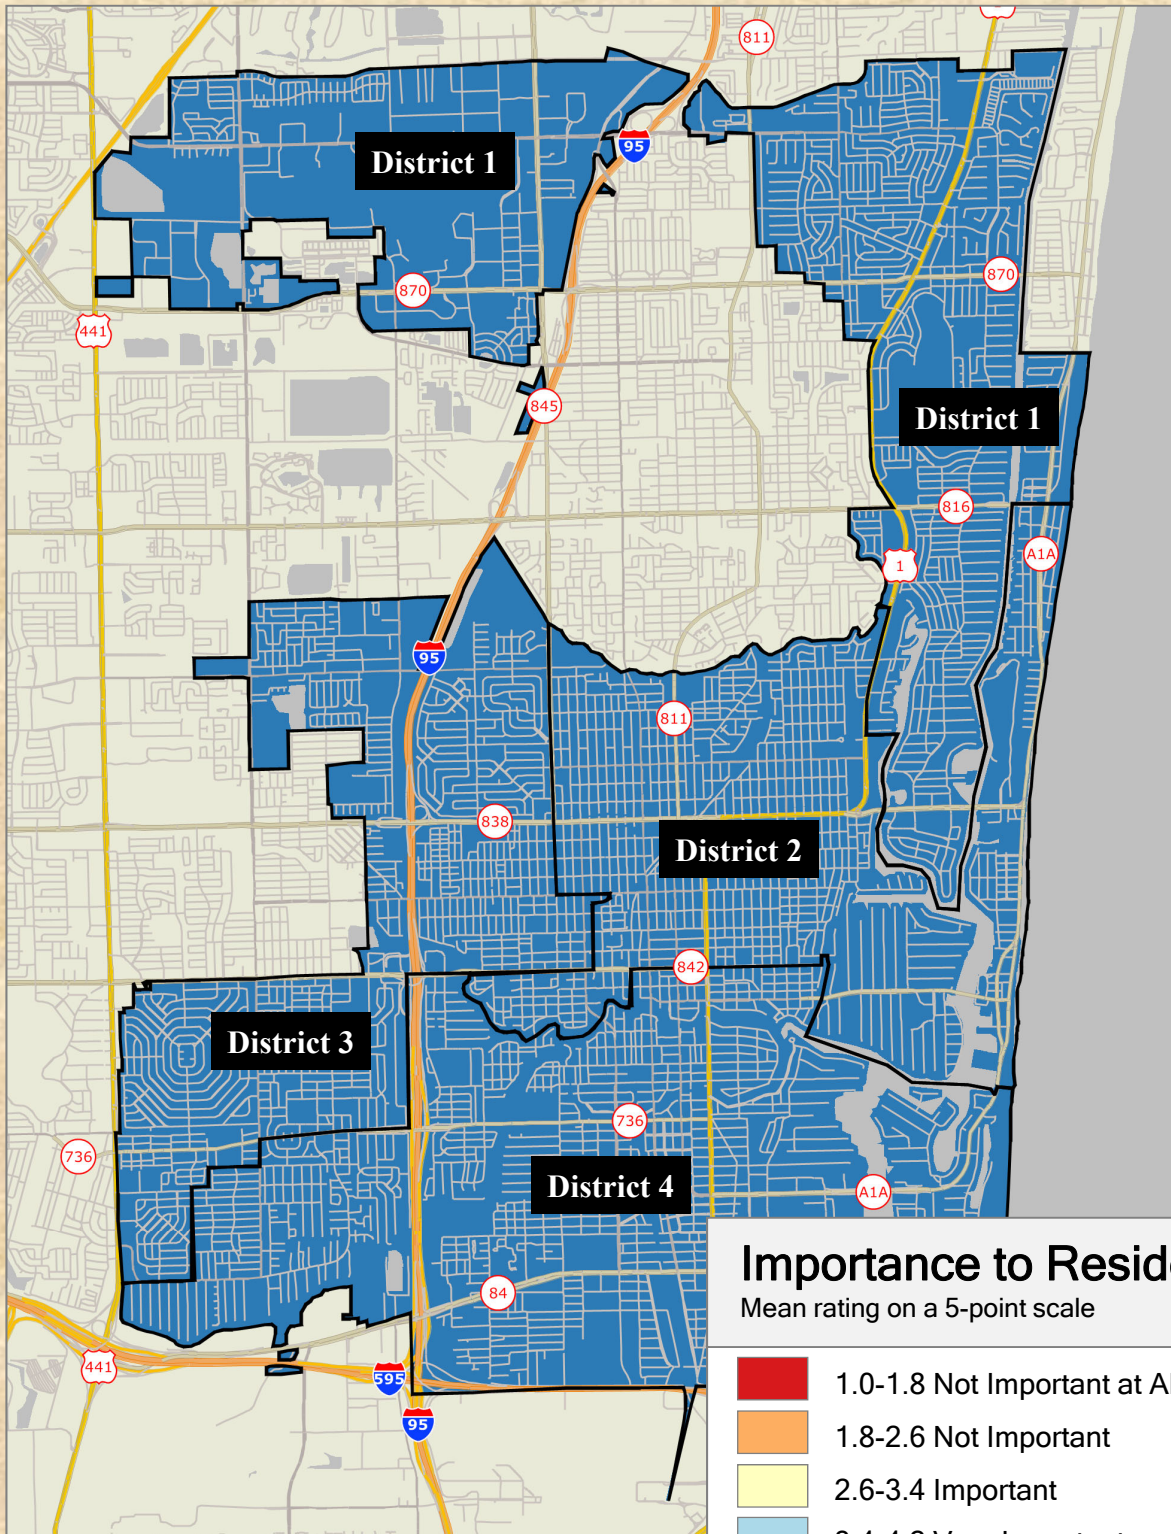 811
95
District 1
870
870
441
845
District 1
816
A1A
1
95
811
838
District 2
842
District 3
736
736
District 4
A1A
84
441
595
95
Importance to
Mean rating on a 5-point scale
1.0-1.8 Not Important at
1.8-2.6 Not Important
2.6-3.4 Important